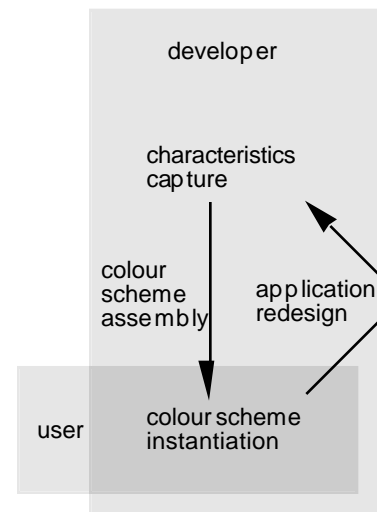 developer
characteristics
capture
colour
scheme
assembly
application
redesign
user
colour scheme
instantiation